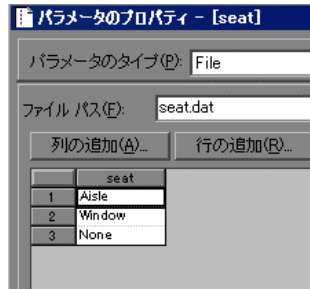 パラメータのプロパティ - [seat]
パラメータのタイプ(P): File
ファイル パス(F): seat.dat
列の追加(A)... 行の追加(R)...
seat
1 Aisle
2 Window
3 None